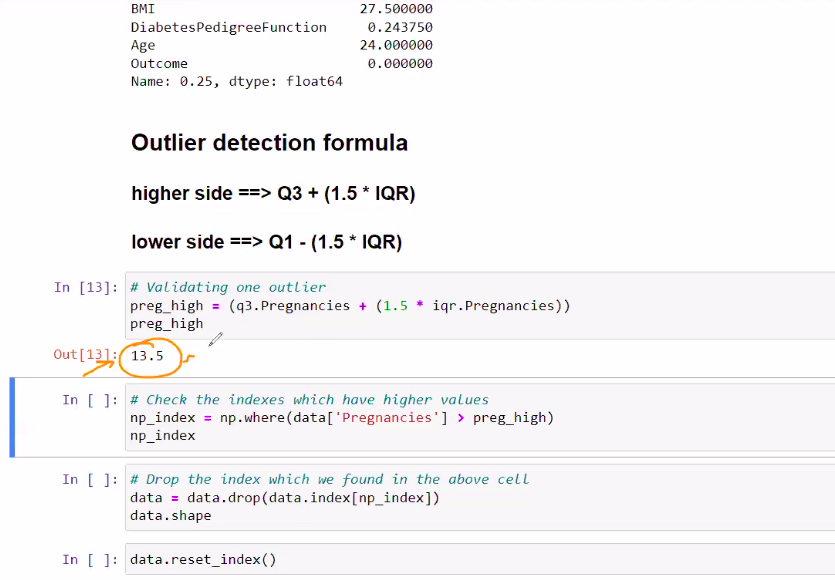 BMI 27.500000
DiabetesPedigreeFunction 0.243750
Age 24.000000
Outcome 0.000000
Name: 0.25, dtype: float64
Outlier detection formula
higher side ==> Q3 + (1.5 * IQR)
lower side ==> Q1 - (1.5 * IQR)
In [13]: # Validating one outlier
preg_high = (q3.Pregnancies + (1.5 * iqr.Pregnancies))
preg_high
Out[13]: 13.5
In [ ]: # Check the indexes which have higher values
np_index = np.where(data['Pregnancies'] > preg_high)
np_index
In [ ]: # Drop the index which we found in the above cell
data = data.drop(data.index[np_index])
data.shape
In [ ]: data.reset_index()